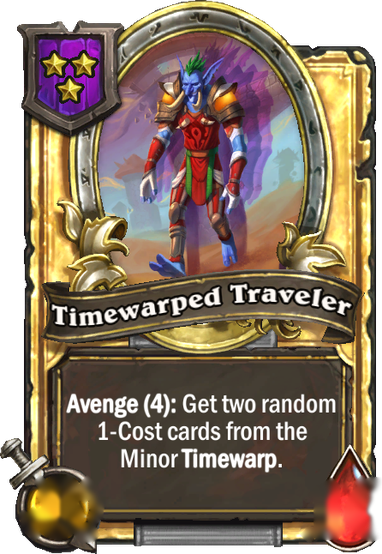 Timewarped Traveler
Avenge (4): Get two random
1-Cost cards from the
Minor Timewarp.